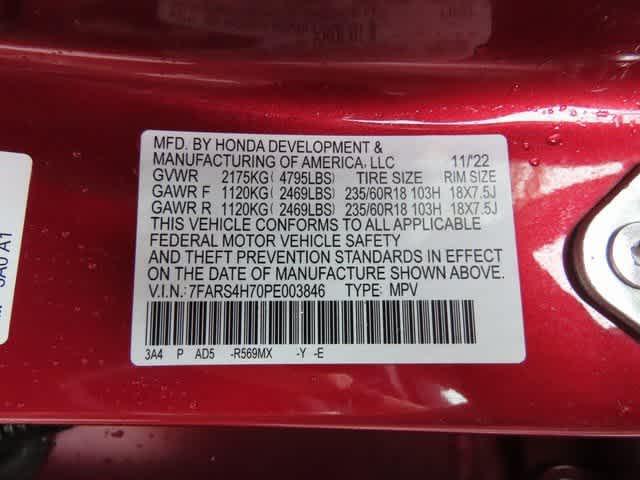 MFD. BY HONDA DEVELOPMENT &
MANUFACTURING OF AMERICA, LLC 11/'22
GVWR 2175KG( 4795LBS) TIRE SIZE RIM SIZE
GAWR F 1120KG( 2469LBS) 235/60R18 103H 18X7.5J
GAWR R 1120KG( 2469LBS) 235/60R18 103H 18X7.5J
THIS VEHICLE CONFORMS TO ALL APPLICABLE
FEDERAL MOTOR VEHICLE SAFETY
AND THEFT PREVENTION STANDARDS IN EFFECT
ON THE DATE OF MANUFACTURE SHOWN ABOVE.
V.I.N.:7FARS4H70PE003846 TYPE: MPV
3A4 P AD5 -R569MX -Y -E
3A0 A1